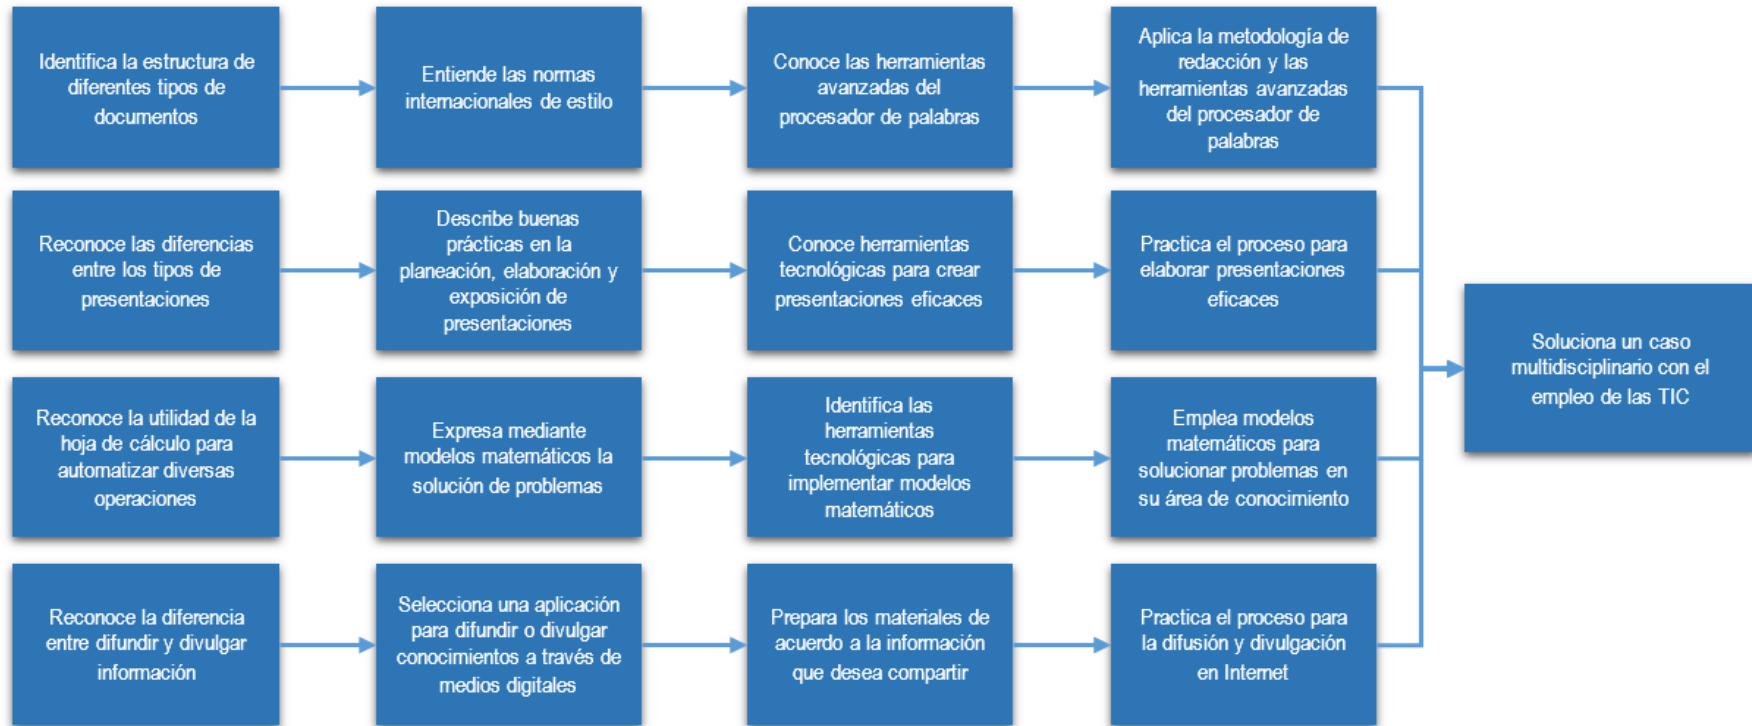 Identifica la estructura de
diferentes tipos de
documentos
Entiende las normas
internacionales de estilo
Conoce las herramientas
avanzadas del
procesador de palabras
Aplica la metodología de
redacción y las
herramientas avanzadas
del procesador de
palabras
Reconoce las diferencias
entre los tipos de
presentaciones
Describe buenas
prácticas en la
planeación, elaboración y
exposición de
presentaciones
Conoce herramientas
tecnológicas para crear
presentaciones eficaces
Practica el proceso para
elaborar presentaciones
eficaces
Reconoce la utilidad de la
hoja de cálculo para
automatizar diversas
operaciones
Expresa mediante
modelos matemáticos la
solución de problemas
Identifica las
herramientas
tecnológicas para
implementar modelos
matemáticos
Emplea modelos
matemáticos para
solucionar problemas en
su área de conocimiento
Reconoce la diferencia
entre difundir y divulgar
información
Selecciona una aplicación
para difundir o divulgar
conocimientos a través de
medios digitales
Prepara los materiales de
acuerdo a la información
que desea compartir
Practica el proceso para
la difusión y divulgación
en Internet
Soluciona un caso
multidisciplinario con el
empleo de las TIC